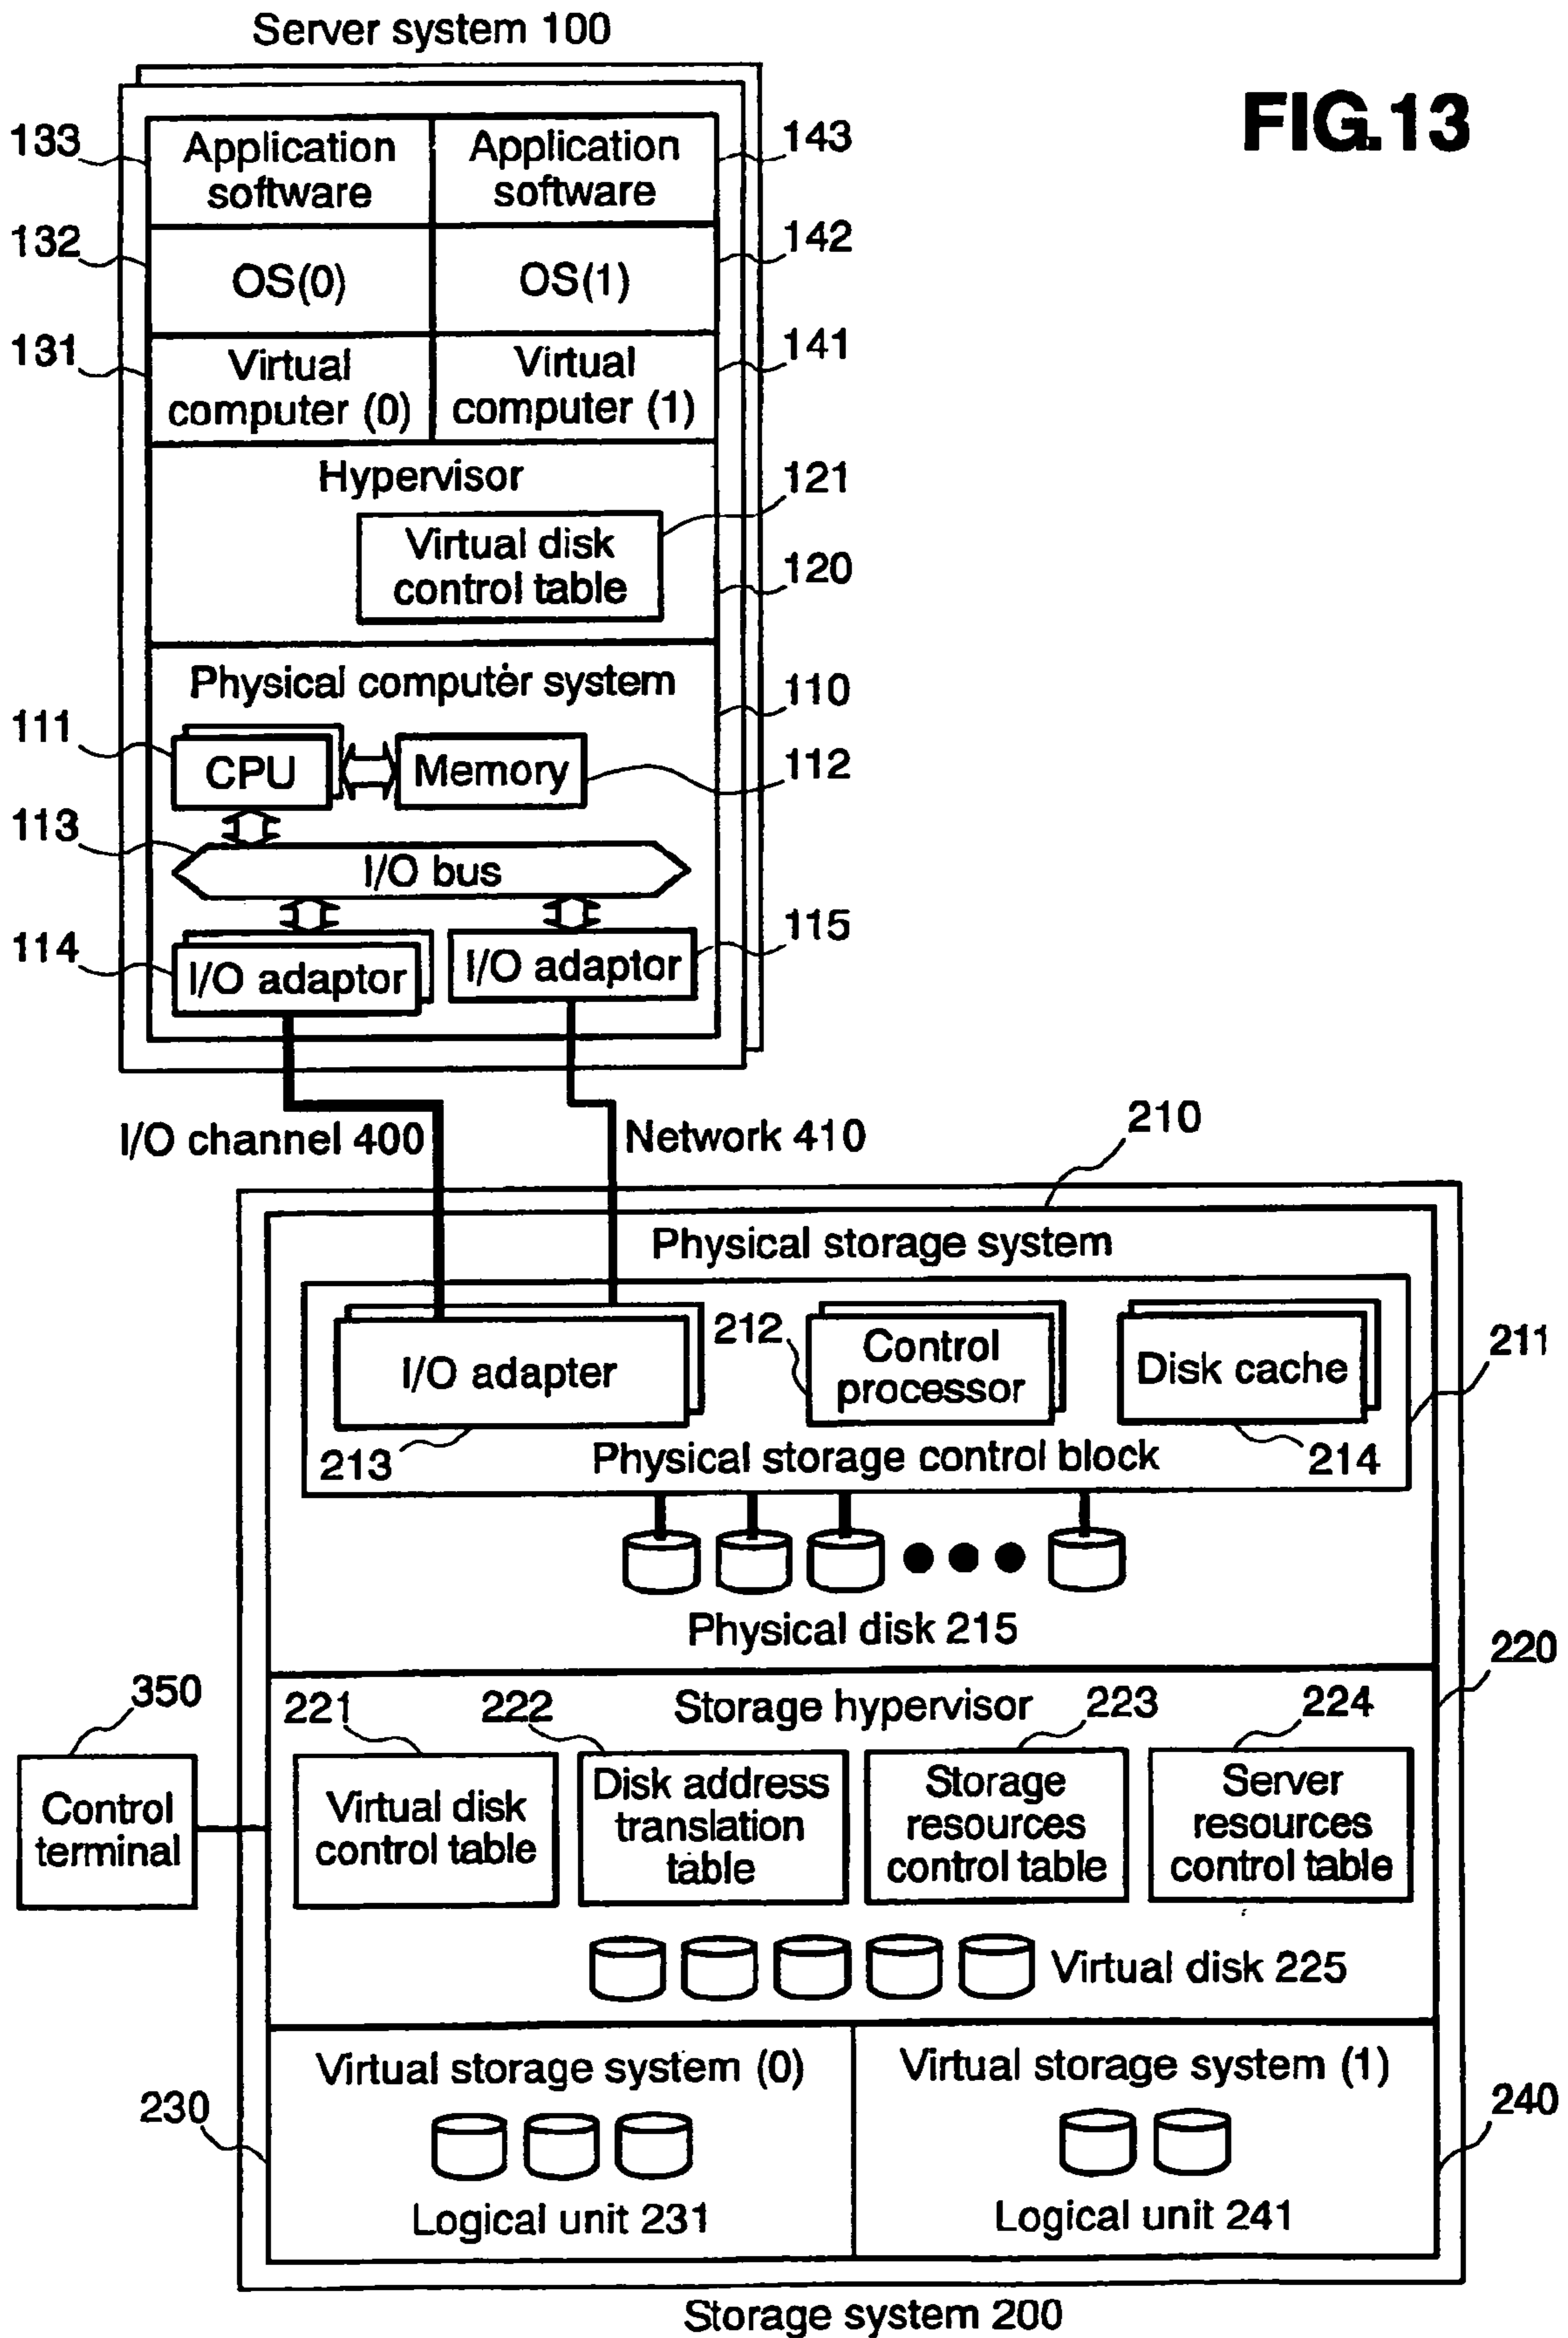 Server system 100
FIG.13
133
Application
software
Application
software
143
132
OS(0)
OS(1)
142
131
Virtual
computer (0)
Virtual
computer (1)
141
Hypervisor
121
Virtual disk
control table
120
Physical computer system
110
111
CPU
Memory
112
113
I/O bus
114
I/O adaptor
I/O adaptor
115
I/O channel 400
Network 410
210
Physical storage system
I/O adapter
212
Control
processor
Disk cache
211
213
Physical storage control block
214
Physical disk 215
220
350
221
222
Storage hypervisor
223
224
Control
terminal
Virtual disk
control table
Disk address
translation
table
Storage
resources
control table
Server
resources
control table
Virtual disk 225
Virtual storage system (0)
Virtual storage system (1)
230
240
Logical unit 231
Logical unit 241
Storage system 200